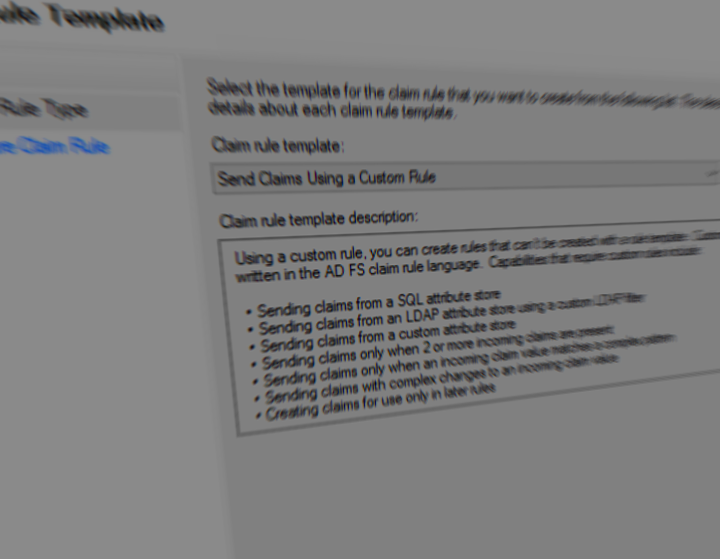 Rule Template
Rule Type
Claim Rule
Select the template for the claim rule that you want to create from the following list. The
details about each claim rule template.
Claim rule template:
Send Claims Using a Custom Rule
Claim rule template description:
Using a custom rule, you can create rules that can't be created with a rule template. Custom
written in the AD FS claim rule language. Capabilities that require custom rules include:
• Sending claims from a SQL attribute store
• Sending claims from an LDAP attribute store using a custom LDAP filter
• Sending claims from a custom attribute store
• Sending claims only when 2 or more incoming claims are present
• Sending claims only when an incoming claim value matches a complex pattern
• Sending claims with complex changes to an incoming claim value
• Creating claims for use only in later rules